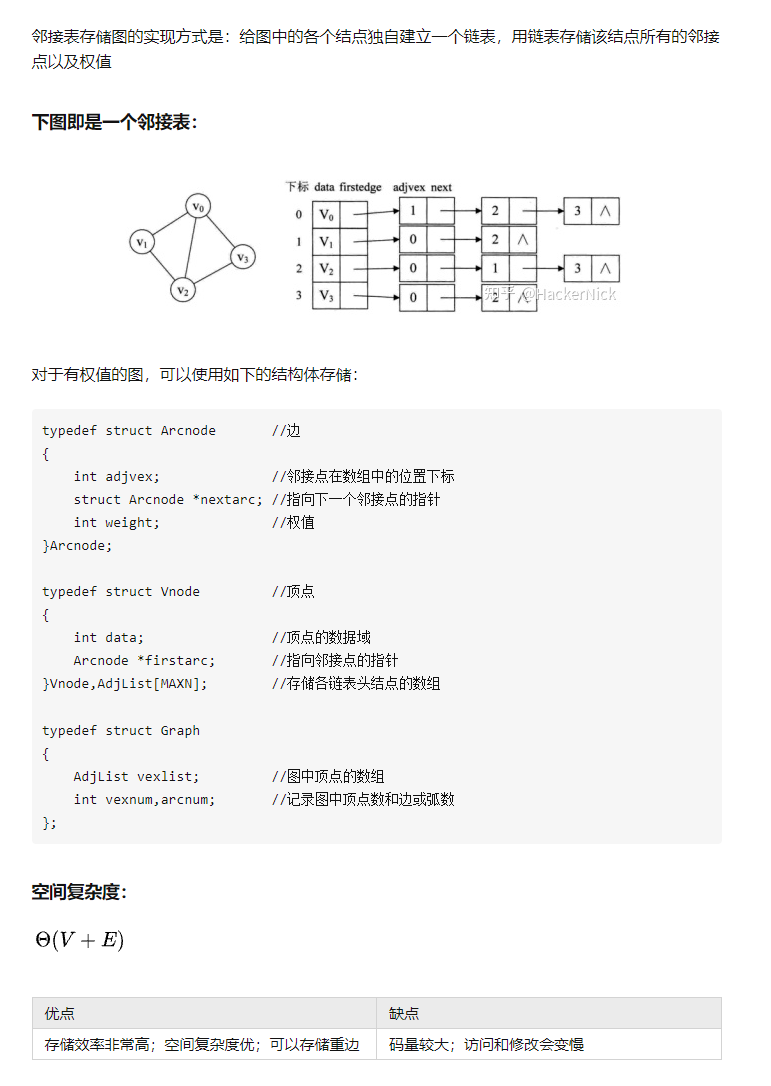 邻接表存储图的实现方式是：给图中的各个结点独自建立一个链表，用链表存储该结点所有的邻接
点以及权值
下图即是一个邻接表：
下标 data firstedge adjvex next
V0
V1
V3
V2
0 V0 1 2 3 ∧
1 V1 0 2 ∧
2 V2 0 1 3 ∧
3 V3 0 2 ∧
知乎 @HackerNick
对于有权值的图，可以使用如下的结构体存储：
typedef struct Arcnode //边
{
int adjvex; //邻接点在数组中的位置下标
struct Arcnode *nextarc; //指向下一个邻接点的指针
int weight; //权值
}Arcnode;
typedef struct Vnode //顶点
{
int data; //顶点的数据域
Arcnode *firstarc; //指向邻接点的指针
}Vnode,AdjList[MAXN]; //存储各链表头结点的数组
typedef struct Graph
{
AdjList vexlist; //图中顶点的数组
int vexnum,arcnum; //记录图中顶点数和边或弧数
};
空间复杂度：
Θ(V + E)
优点 缺点
存储效率非常高；空间复杂度优；可以存储重边 码量较大；访问和修改会变慢